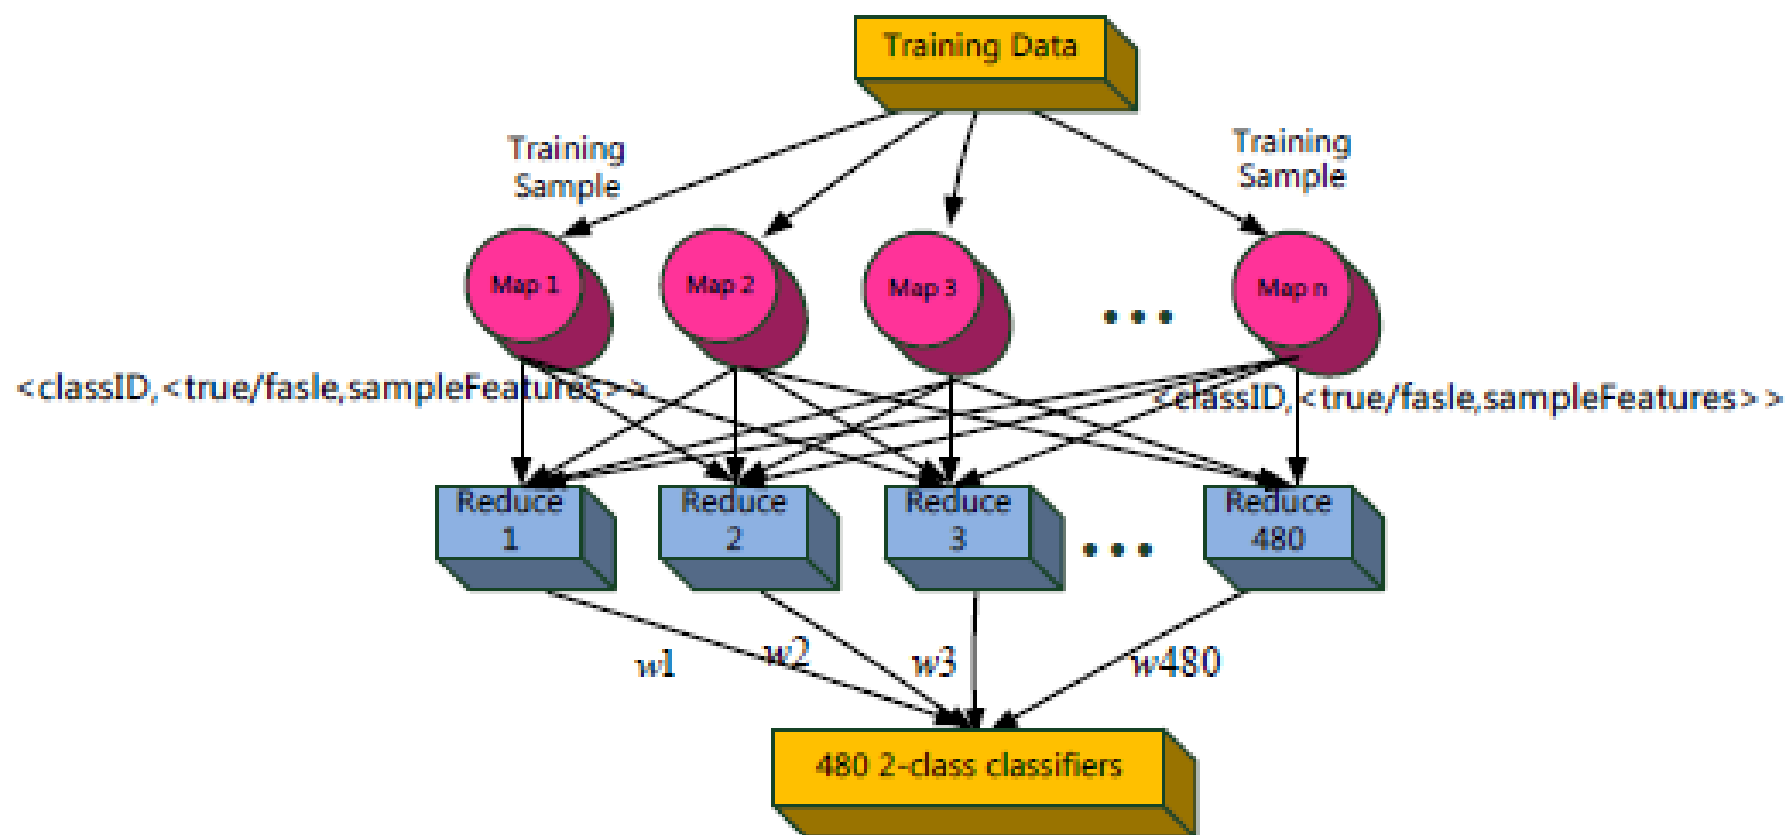 Training Data
Training
Sample
Training
Sample
Map 1
Map 2
Map 3
...
Map n
<classID,<true/fasle,sampleFeatures>>
<classID,<true/fasle,sampleFeatures>>
Reduce
1
Reduce
2
Reduce
3
...
Reduce
480
w1
w2
w3
w480
480 2-class classifiers